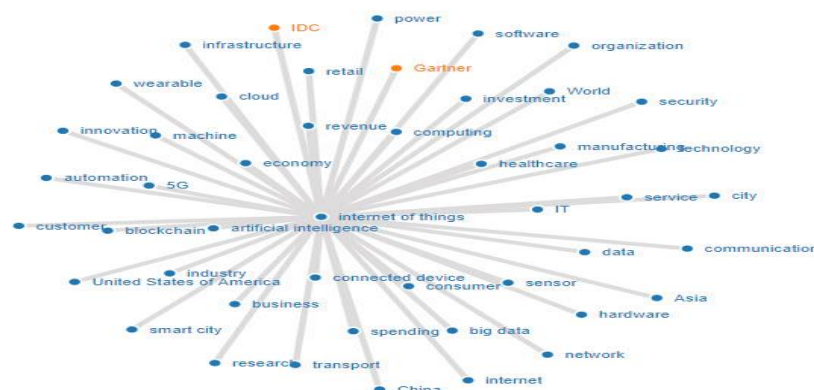 power
IDC
software
infrastructure
organization
Gartner
retail
wearable
World
cloud
investment
security
revenue
innovation
machine
computing
manufacturing
technology
economy
healthcare
automation
5G
service
city
IT
internet of things
customer
blockchain
artificial intelligence
communication
data
industry
connected device
United States of America
consumer
sensor
Asia
business
hardware
smart city
spending
big data
network
research
transport
internet
China